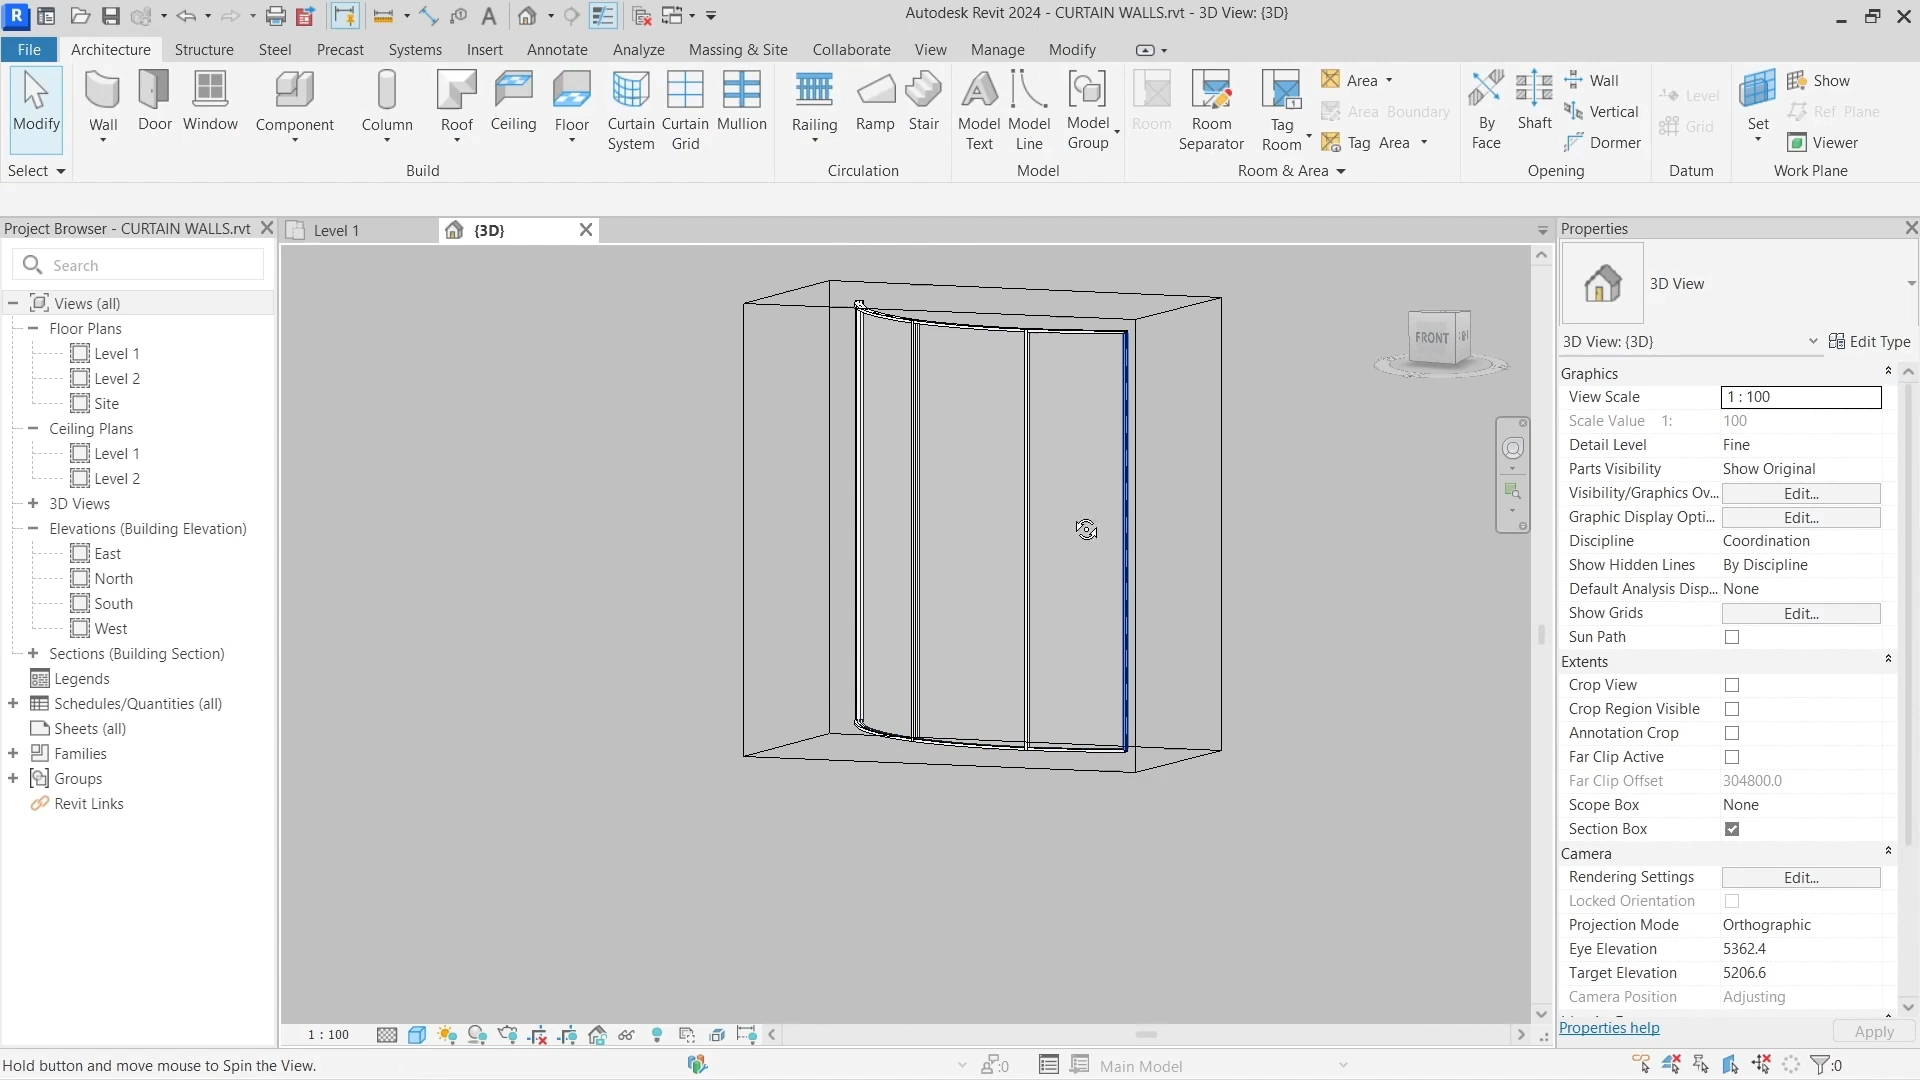 Autodesk Revit 2024 - CURTAIN WALLS.rvt - 3D View: {3D}
File Architecture Structure Steel Precast Systems Insert Annotate Analyze Massing & Site Collaborate View Manage Modify
Modify Wall Door Window Component Column Roof Ceiling Floor Curtain System Curtain Grid Mullion Railing Ramp Stair Model Text Model Line Model Group Room Room Separator Tag Room
Area
Area Boundary
Tag Area
By Face Shaft
Wall
Vertical
Dormer
Level
Grid
Set
Show
Ref Plane
Viewer
Select Build Circulation Model Room & Area Opening Datum Work Plane
Project Browser - CURTAIN WALLS.rvt
Search
Views (all)
Floor Plans
Level 1
Level 2
Site
Ceiling Plans
Level 1
Level 2
3D Views
Elevations (Building Elevation)
East
North
South
West
Sections (Building Section)
Legends
Schedules/Quantities (all)
Sheets (all)
Families
Groups
Revit Links
Level 1 {3D}
FRONT
1 : 100
Properties
3D View
3D View: {3D} Edit Type
Graphics
View Scale 1 : 100
Scale Value 1: 100
Detail Level Fine
Parts Visibility Show Original
Visibility/Graphics Ov... Edit...
Graphic Display Opti... Edit...
Discipline Coordination
Show Hidden Lines By Discipline
Default Analysis Disp... None
Show Grids Edit...
Sun Path
Extents
Crop View
Crop Region Visible
Annotation Crop
Far Clip Active
Far Clip Offset 304800.0
Scope Box None
Section Box
Camera
Rendering Settings Edit...
Locked Orientation
Projection Mode Orthographic
Eye Elevation 5362.4
Target Elevation 5206.6
Camera Position Adjusting
Properties help Apply
Hold button and move mouse to Spin the View. :0 Main Model :0